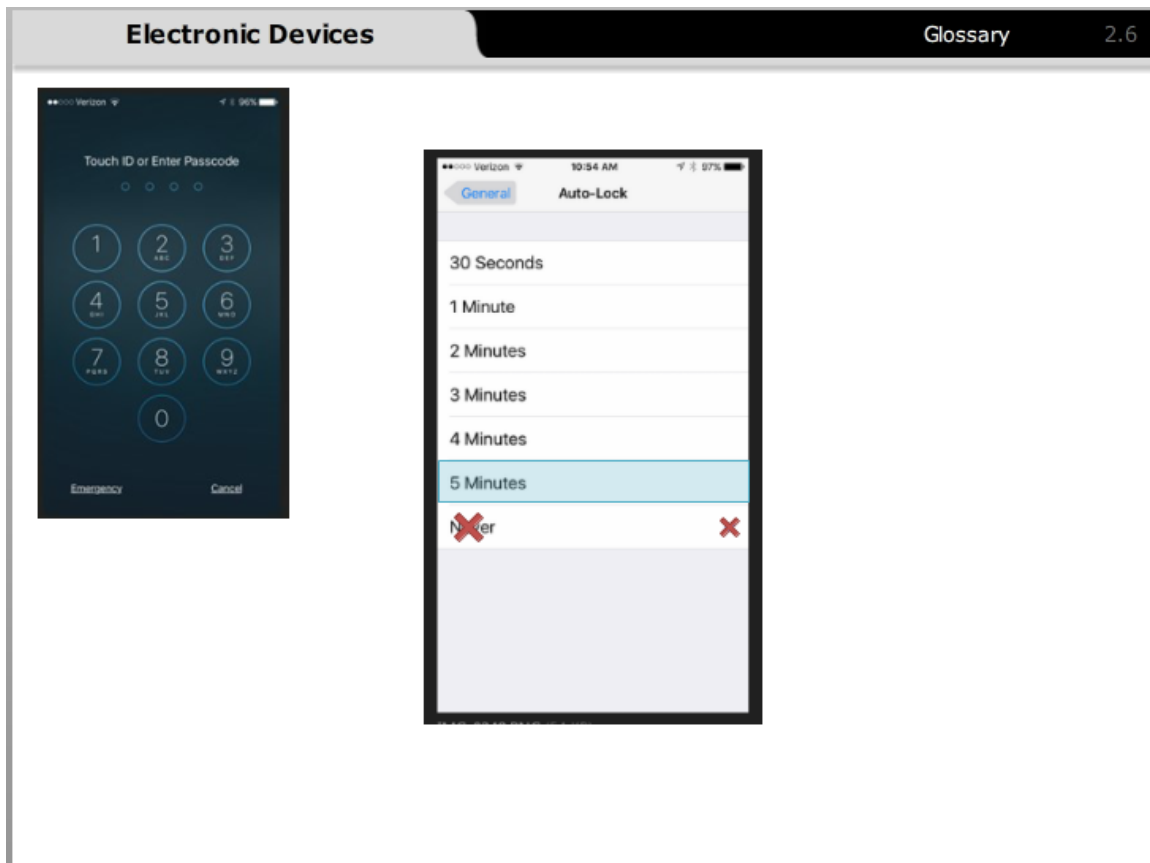 Electronic Devices
Glossary 2.6
Verizon 96%
Touch ID or Enter Passcode
1 2 3
ABC DEF
4 5 6
GHI JKL MNO
7 8 9
PQRS TUV WXYZ
0
Emergency Cancel
Verizon 10:54 AM 97%
General Auto-Lock
30 Seconds
1 Minute
2 Minutes
3 Minutes
4 Minutes
5 Minutes